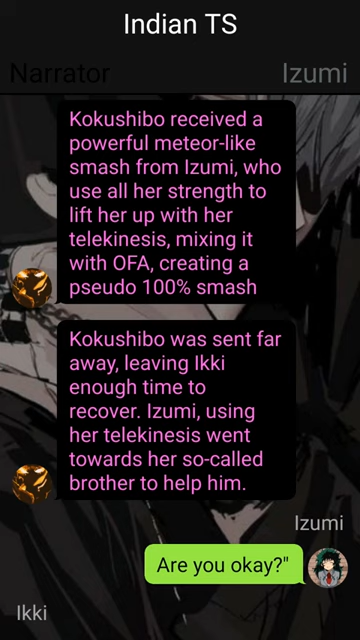 Indian TS
Narrator
Izumi
Kokushibo received a
powerful meteor-like
smash from Izumi, who
use all her strength to
lift her up with her
telekinesis, mixing it
with OFA, creating a
pseudo 100% smash
Kokushibo was sent far
away, leaving Ikki
enough time to
recover. Izumi, using
her telekinesis went
towards her so-called
brother to help him.
Izumi
Are you okay?"
Ikki